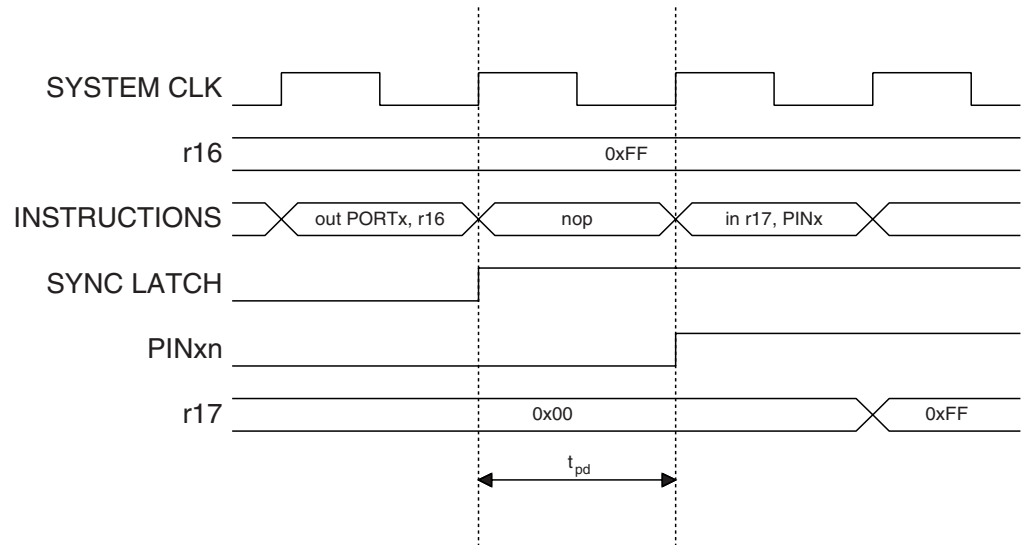 SYSTEM CLK
r16 0xFF
INSTRUCTIONS out PORTx, r16 nop in r17, PINx
SYNC LATCH
PINxn
r17 0x00 0xFF
tpd